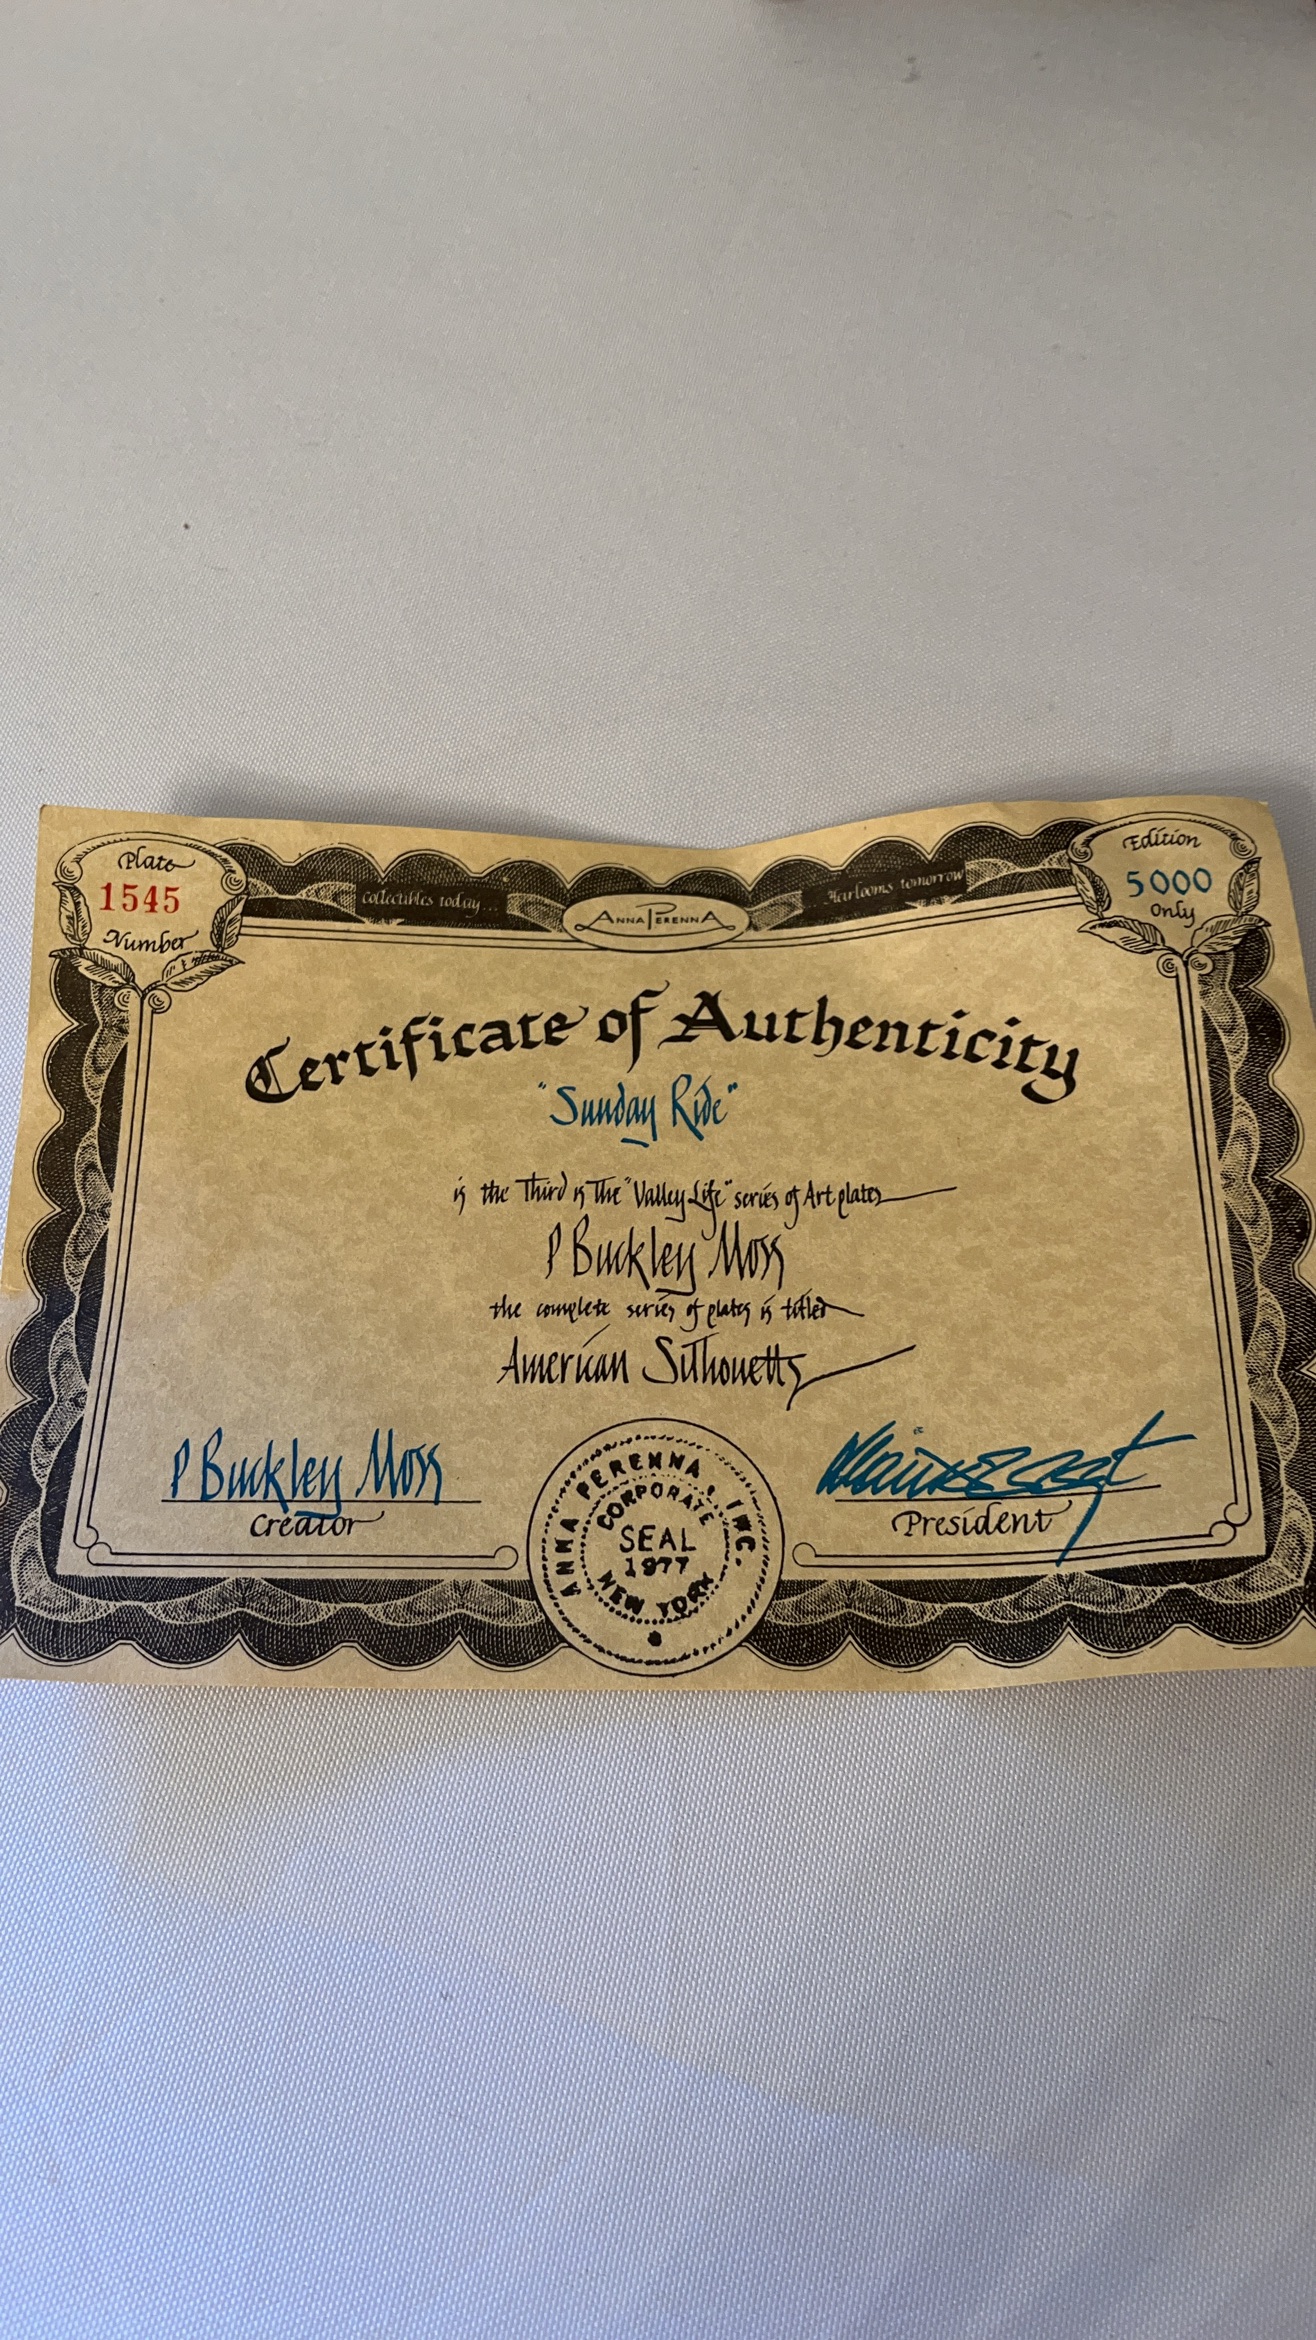 Plate
1545
Number
Collectibles today...
ANNA PERENNA
...Heirlooms tomorrow
Edition
5000
Only
Certificate of Authenticity
"Sunday Ride"
is the Third in The "Valley Life" series of Art plates
P Buckley Moss
the complete series of plates is titled
American Silhouettes
P Buckley Moss
Creator
ANNA PERENNA, INC.
CORPORATE
SEAL
1977
NEW YORK
President